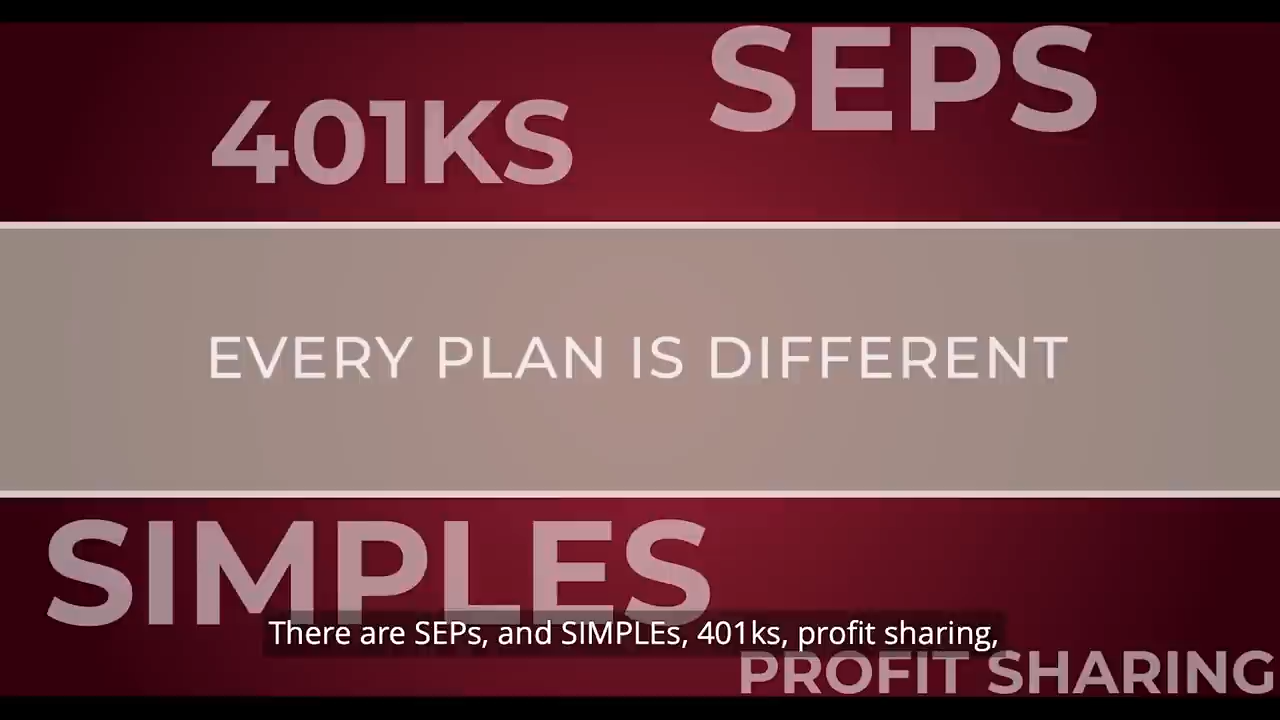 SEPS
401KS
EVERY PLAN IS DIFFERENT
SIMPLES
There are SEPs, and SIMPLEs, 401ks, profit sharing,
PROFIT SHARING